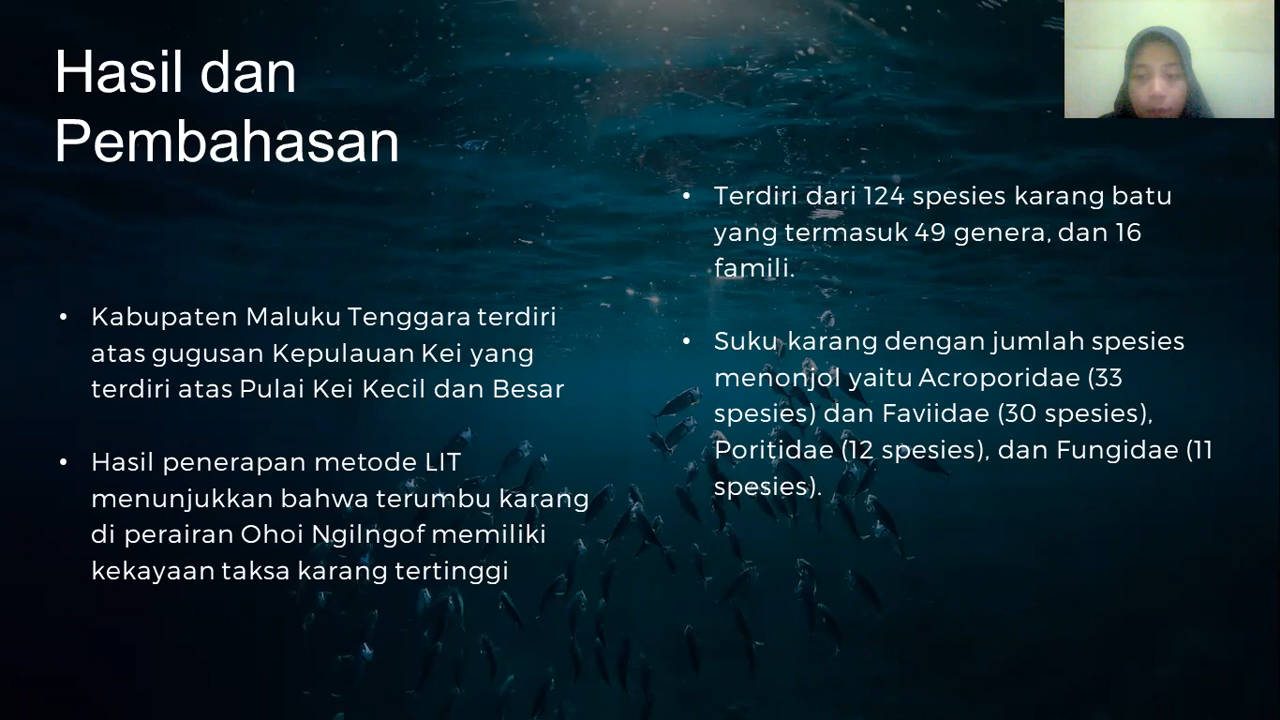 Hasil dan
Pembahasan
• Kabupaten Maluku Tenggara terdiri
atas gugusan Kepulauan Kei yang
terdiri atas Pulai Kei Kecil dan Besar
• Hasil penerapan metode LIT
menunjukkan bahwa terumbu karang
di perairan Ohoi Ngilngof memiliki
kekayaan taksa karang tertinggi
• Terdiri dari 124 spesies karang batu
yang termasuk 49 genera, dan 16
famili.
• Suku karang dengan jumlah spesies
menonjol yaitu Acroporidae (33
spesies) dan Faviidae (30 spesies),
Poritidae (12 spesies), dan Fungidae (11
spesies).